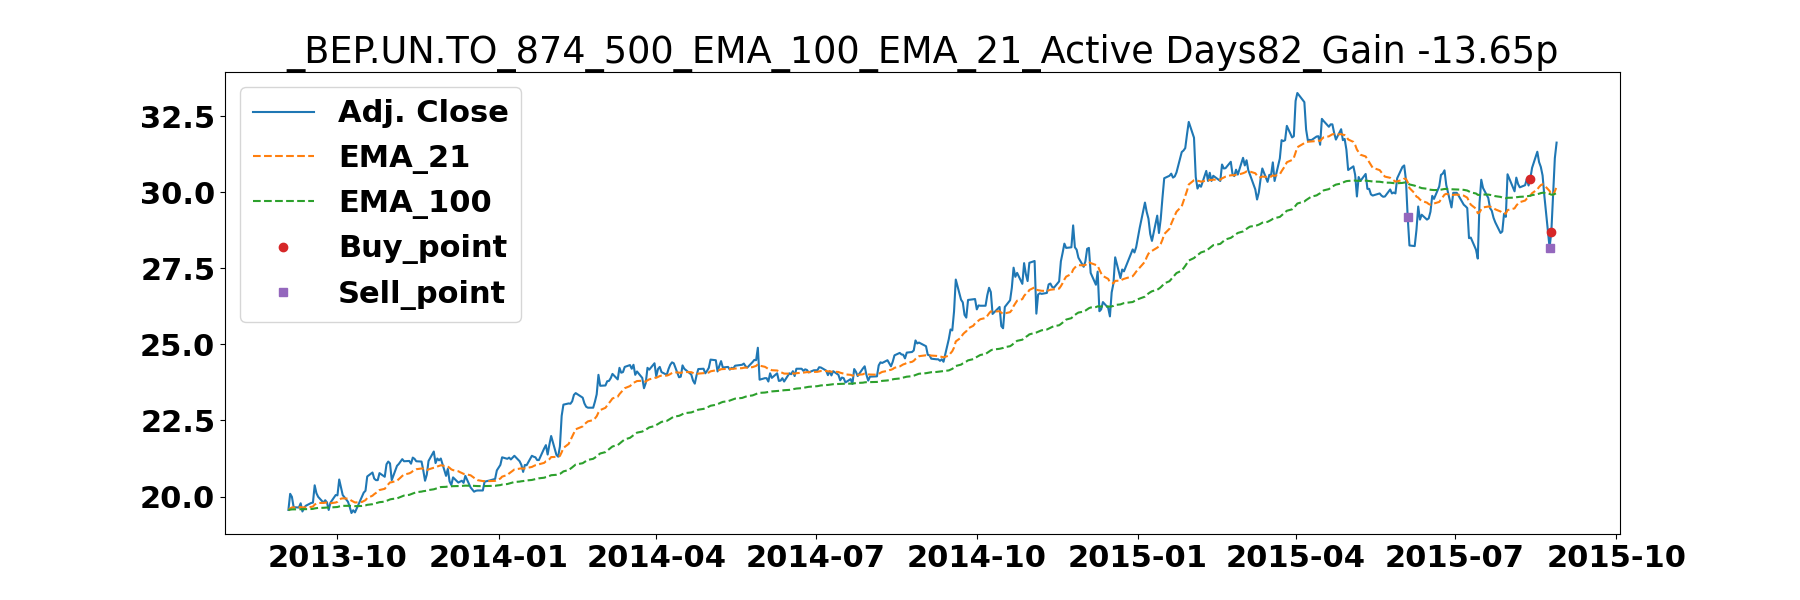 _BEP.UN.TO_874_500_EMA_100_EMA_21_Active Days82_Gain -13.65p
Adj. Close
EMA_21
EMA_100
Buy_point
Sell_point
32.5
30.0
27.5
25.0
22.5
20.0
2013-10 2014-01 2014-04 2014-07 2014-10 2015-01 2015-04 2015-07 2015-10